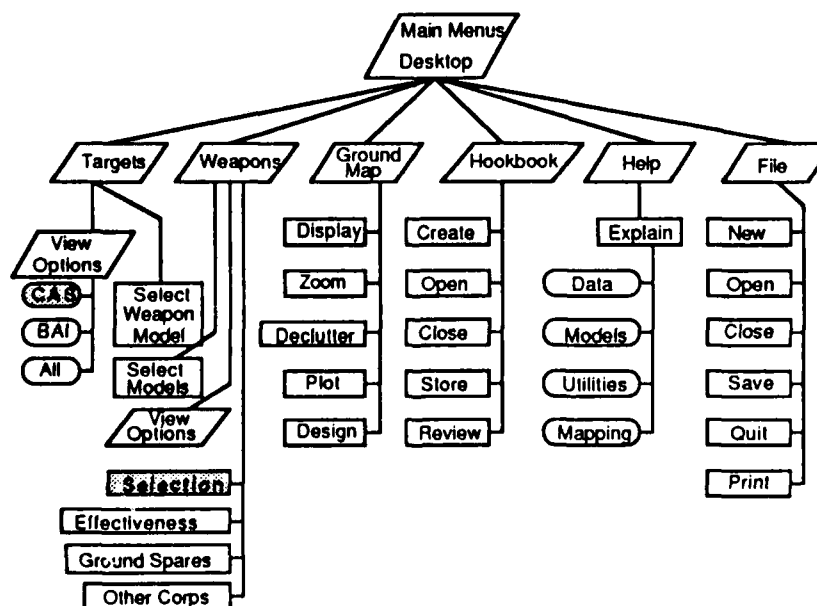 Main Menus
Desktop
Targets
Weapons
Ground
Map
Hookbook
Help
File
View
Options
CAS
BAI
All
Select
Weapon
Model
Select
Models
View
Options
Selection
Effectiveness
Ground Spares
Other Corps
Display
Zoom
Declutter
Plot
Design
Create
Open
Close
Store
Review
Explain
Data
Models
Utilities
Mapping
New
Open
Close
Save
Quit
Print